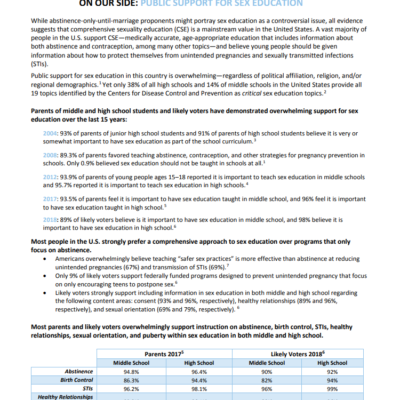 ON OUR SIDE: PUBLIC SUPPORT FOR SEX EDUCATION
While abstinence-only-until-marriage proponents might portray sex education as a controversial issue, all evidence
suggests that comprehensive sexuality education (CSE) is a mainstream value in the United States. A vast majority of
people in the U.S. support CSE—medically accurate, age-appropriate education that includes information about
both abstinence and contraception, among many other topics—and believe young people should be given
information about how to protect themselves from unintended pregnancies and sexually transmitted infections
(STIs).
Public support for sex education in this country is overwhelming—regardless of political affiliation, religion, and/or
regional demographics.¹ Yet only 38% of all high schools and 14% of middle schools in the United States provide all
19 topics identified by the Centers for Disease Control and Prevention as critical sex education topics.²
Parents of middle and high school students and likely voters have demonstrated overwhelming support for sex
education over the last 15 years:
2004: 93% of parents of junior high school students and 91% of parents of high school students believe it is very or
somewhat important to have sex education as part of the school curriculum.³
2008: 89.3% of parents favored teaching abstinence, contraception, and other strategies for pregnancy prevention in
schools. Only 0.9% believed sex education should not be taught in schools at all.¹
2012: 93.9% of parents of young people ages 15–18 reported it is important to teach sex education in middle schools
and 95.7% reported it is important to teach sex education in high schools.⁴
2017: 93.5% of parents feel it is important to have sex education taught in middle school, and 96% feel it is important
to have sex education taught in high school.⁵
2018: 89% of likely voters believe is it important to have sex education in middle school, and 98% believe it is
important to have sex education in high school.⁶
Most people in the U.S. strongly prefer a comprehensive approach to sex education over programs that only
focus on abstinence.
• Americans overwhelmingly believe teaching "safer sex practices" is more effective than abstinence at reducing
unintended pregnancies (67%) and transmission of STIs (69%).⁷
• Only 9% of likely voters support federally funded programs designed to prevent unintended pregnancy that focus
on only encouraging teens to postpone sex.⁶
• Likely voters strongly support including information in sex education in both middle and high school regarding
the following content areas: consent (93% and 96%, respectively), healthy relationships (89% and 96%,
respectively), and sexual orientation (69% and 79%, respectively). ⁶
Most parents and likely voters overwhelmingly support instruction on abstinence, birth control, STIs, healthy
relationships, sexual orientation, and puberty within sex education in both middle and high school.
Parents 2017⁵ Likely Voters 2018⁶
Middle School High School Middle School High School
Abstinence 94.8% 96.4% 90% 92%
Birth Control 86.3% 94.4% 82% 94%
STIs 96.2% 98.1% 96% 99%
Healthy Relationships